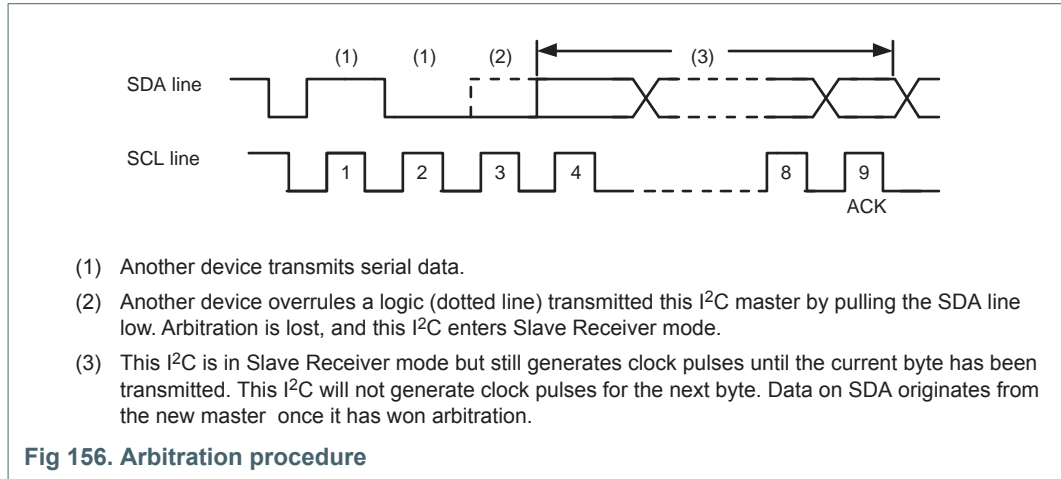 (1) (1) (2) (3)
SDA line
SCL line
1 2 3 4 8 9
ACK
(1) Another device transmits serial data.
(2) Another device overrules a logic (dotted line) transmitted this I2C master by pulling the SDA line
low. Arbitration is lost, and this I2C enters Slave Receiver mode.
(3) This I2C is in Slave Receiver mode but still generates clock pulses until the current byte has been
transmitted. This I2C will not generate clock pulses for the next byte. Data on SDA originates from
the new master once it has won arbitration.
Fig 156. Arbitration procedure